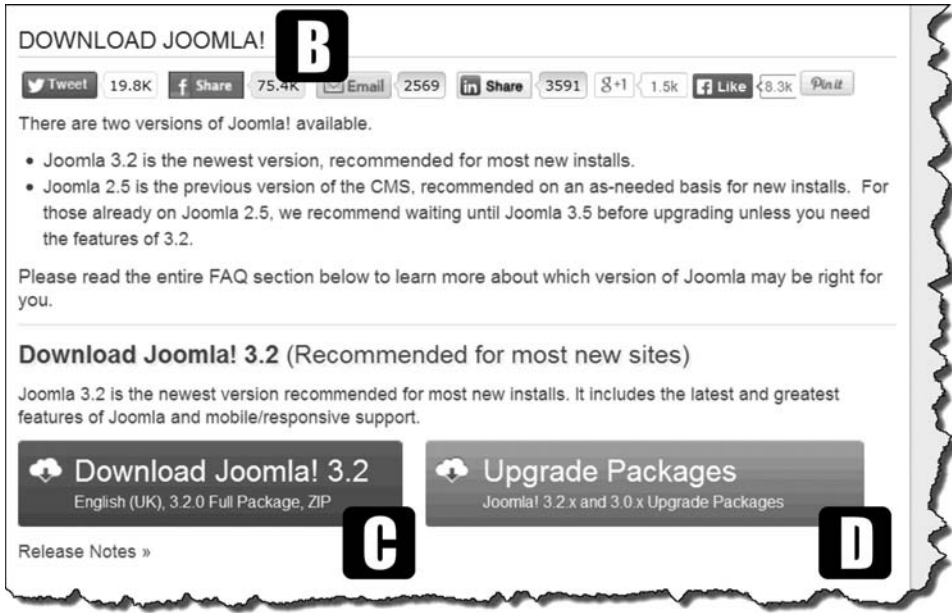 DOWNLOAD JOOMLA! B
Tweet 19.8K Share 75.4K Email 2569 in Share 3591 g+1 1.5k Like 8.3k Pin it
There are two versions of Joomla! available.
• Joomla 3.2 is the newest version, recommended for most new installs.
• Joomla 2.5 is the previous version of the CMS, recommended on an as-needed basis for new installs. For
those already on Joomla 2.5, we recommend waiting until Joomla 3.5 before upgrading unless you need
the features of 3.2.
Please read the entire FAQ section below to learn more about which version of Joomla may be right for
you.
Download Joomla! 3.2 (Recommended for most new sites)
Joomla 3.2 is the newest version recommended for most new installs. It includes the latest and greatest
features of Joomla and mobile/responsive support.
Download Joomla! 3.2
English (UK), 3.2.0 Full Package, ZIP
C
Upgrade Packages
Joomla! 3.2.x and 3.0.x Upgrade Packages
D
Release Notes »